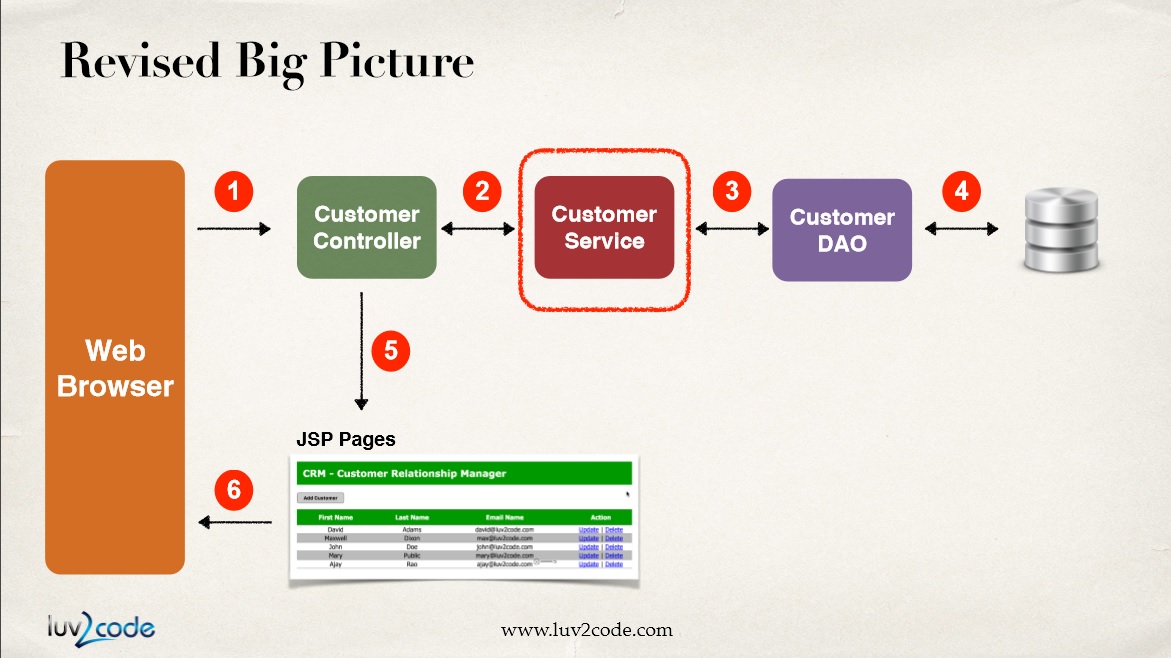 Revised Big Picture
1
2
3
4
Customer
Controller
Customer
Service
Customer
DAO
Web
Browser
5
JSP Pages
6
CRM - Customer Relationship Manager
Add Customer
First Name Last Name Email Name Action
David Adams david@luv2code.com Update | Delete
Maxwell Dixon max@luv2code.com Update | Delete
John Doe john@luv2code.com Update | Delete
Mary Public mary@luv2code.com Update | Delete
Ajay Rao ajay@luv2code.com Update | Delete
luv2code
www.luv2code.com